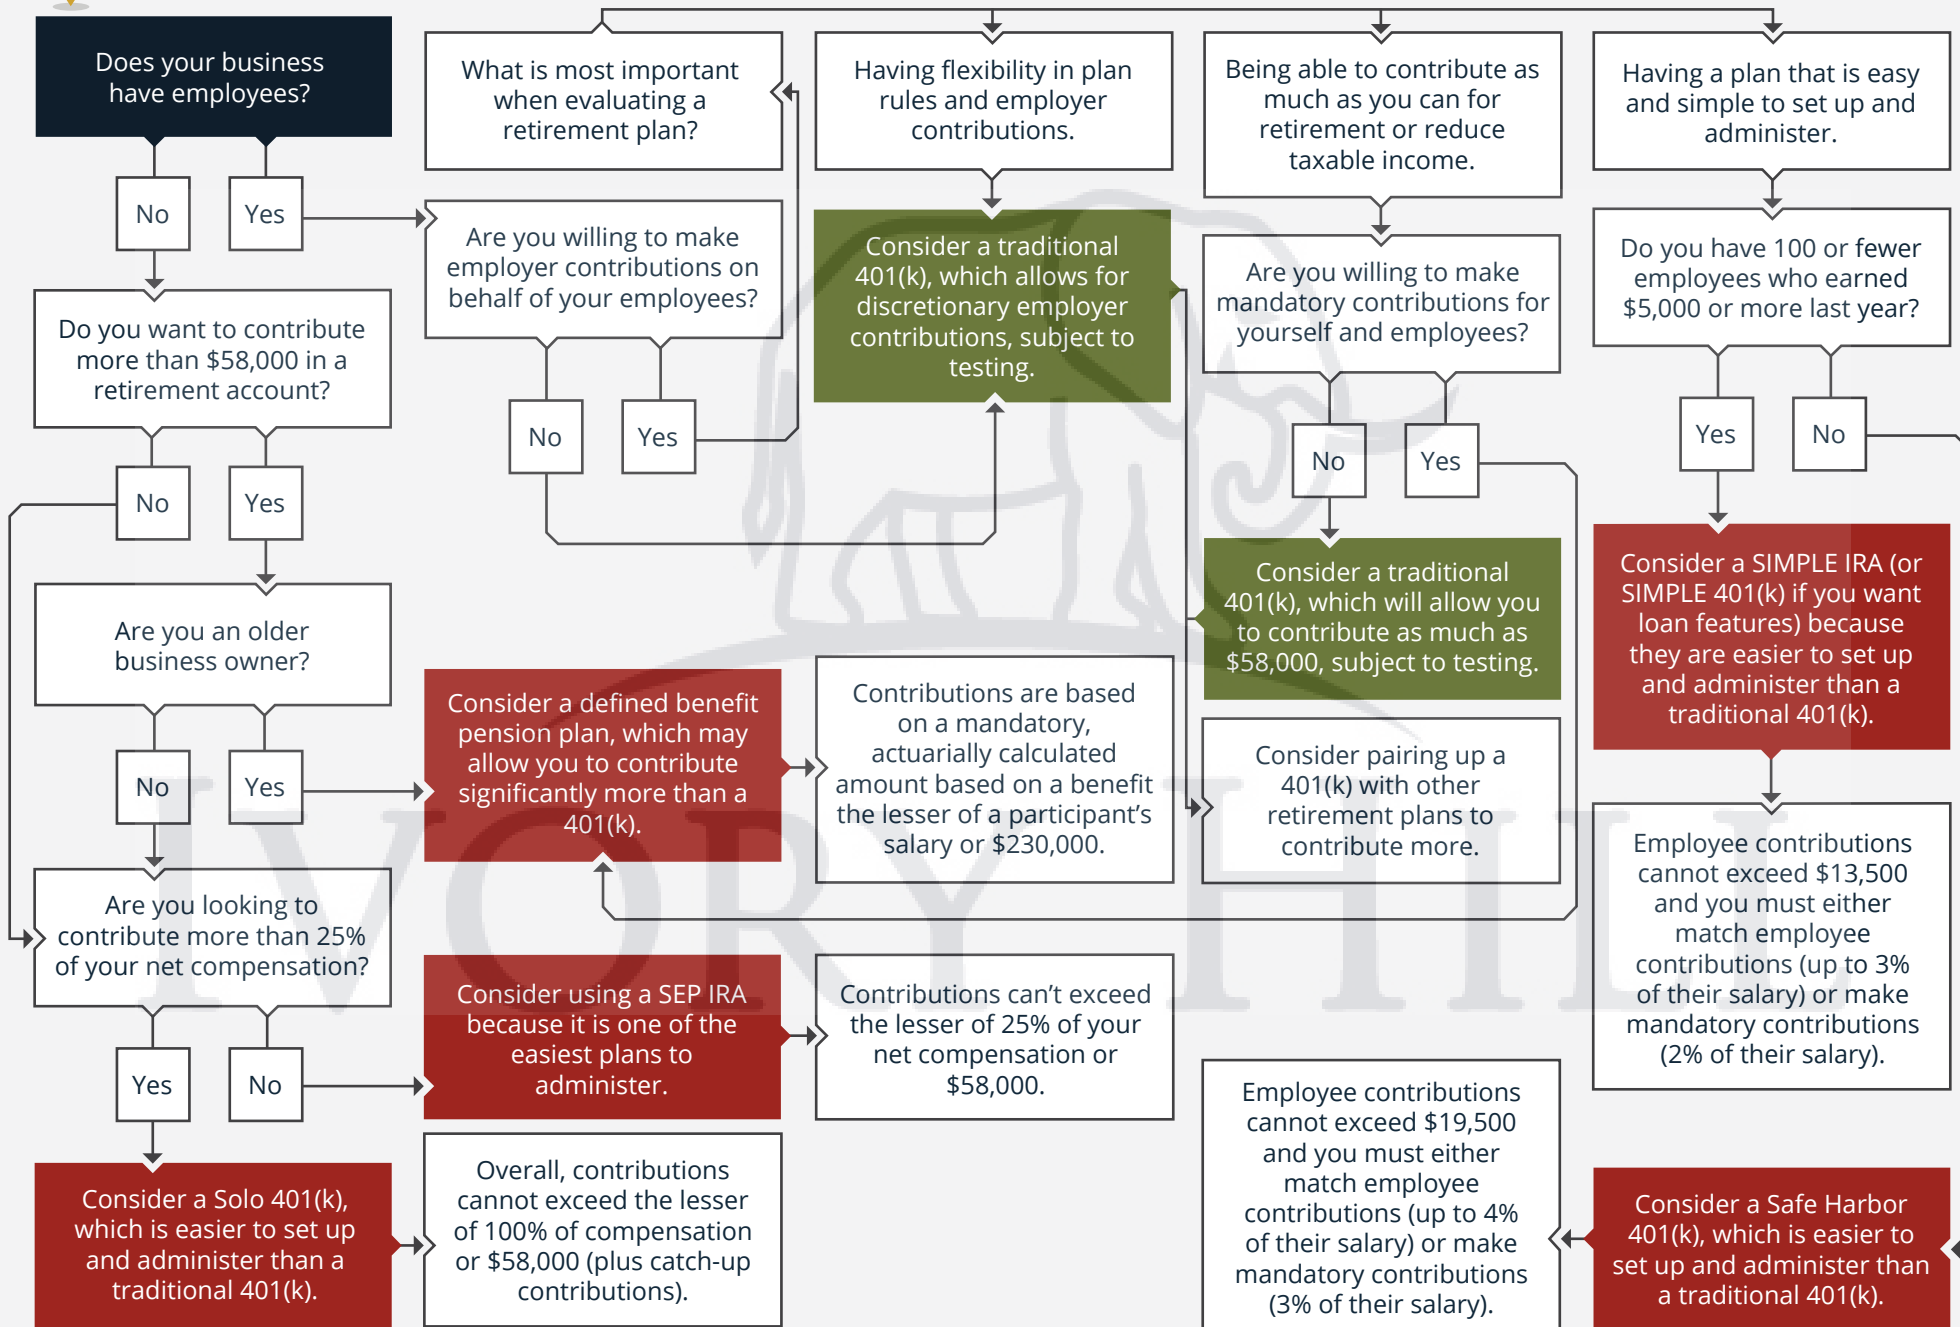 Does your business
have employees?
No
Yes
Do you want to contribute
more than $58,000 in a
retirement account?
No
Yes
Are you an older
business owner?
No
Yes
Are you looking to
contribute more than 25%
of your net compensation?
Yes
No
Consider a Solo 401(k),
which is easier to set up
and administer than a
traditional 401(k).
What is most important
when evaluating a
retirement plan?
Are you willing to make
employer contributions on
behalf of your employees?
No
Yes
Consider a defined benefit
pension plan, which may
allow you to contribute
significantly more than a
401(k).
Consider using a SEP IRA
because it is one of the
easiest plans to
administer.
Overall, contributions
cannot exceed the lesser
of 100% of compensation
or $58,000 (plus catch-up
contributions).
Having flexibility in plan
rules and employer
contributions.
Consider a traditional
401(k), which allows for
discretionary employer
contributions, subject to
testing.
Contributions are based
on a mandatory,
actuarially calculated
amount based on a benefit
the lesser of a participant’s
salary or $230,000.
Contributions can’t exceed
the lesser of 25% of your
net compensation or
$58,000.
Being able to contribute as
much as you can for
retirement or reduce
taxable income.
Are you willing to make
mandatory contributions for
yourself and employees?
No
Yes
Consider a traditional
401(k), which will allow you
to contribute as much as
$58,000, subject to testing.
Consider pairing up a
401(k) with other
retirement plans to
contribute more.
Employee contributions
cannot exceed $19,500
and you must either
match employee
contributions (up to 4%
of their salary) or make
mandatory contributions
(3% of their salary).
Having a plan that is easy
and simple to set up and
administer.
Do you have 100 or fewer
employees who earned
$5,000 or more last year?
Yes
No
Consider a SIMPLE IRA (or
SIMPLE 401(k) if you want
loan features) because
they are easier to set up
and administer than a
traditional 401(k).
Employee contributions
cannot exceed $13,500
and you must either
match employee
contributions (up to 3%
of their salary) or make
mandatory contributions
(2% of their salary).
Consider a Safe Harbor
401(k), which is easier to
set up and administer than
a traditional 401(k).
IVORY HILL